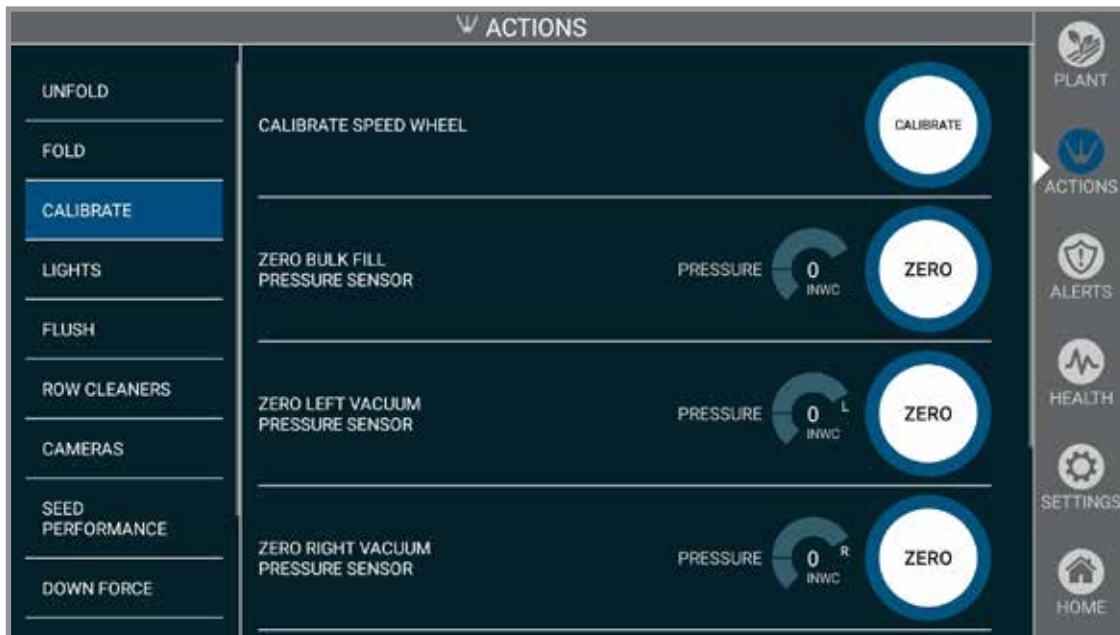 ACTIONS
UNFOLD
FOLD
CALIBRATE
LIGHTS
FLUSH
ROW CLEANERS
CAMERAS
SEED
PERFORMANCE
DOWN FORCE
CALIBRATE SPEED WHEEL
CALIBRATE
ZERO BULK FILL
PRESSURE SENSOR
PRESSURE
0
INWC
ZERO
ZERO LEFT VACUUM
PRESSURE SENSOR
PRESSURE
0 L
INWC
ZERO
ZERO RIGHT VACUUM
PRESSURE SENSOR
PRESSURE
0 R
INWC
ZERO
PLANT
ACTIONS
ALERTS
HEALTH
SETTINGS
HOME